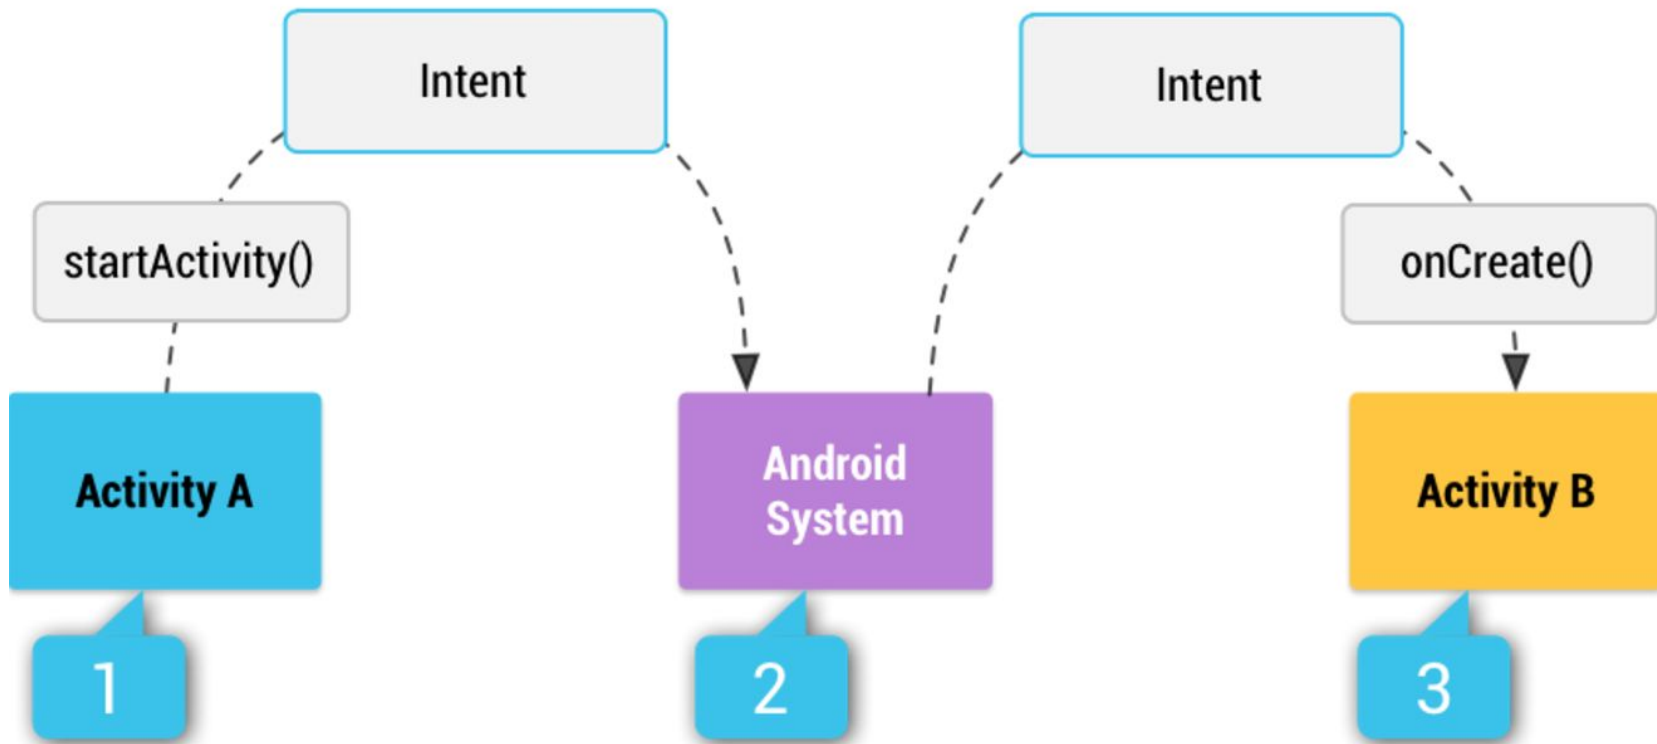 Intent
Intent
startActivity()
onCreate()
Activity A
Android
System
Activity B
1
2
3